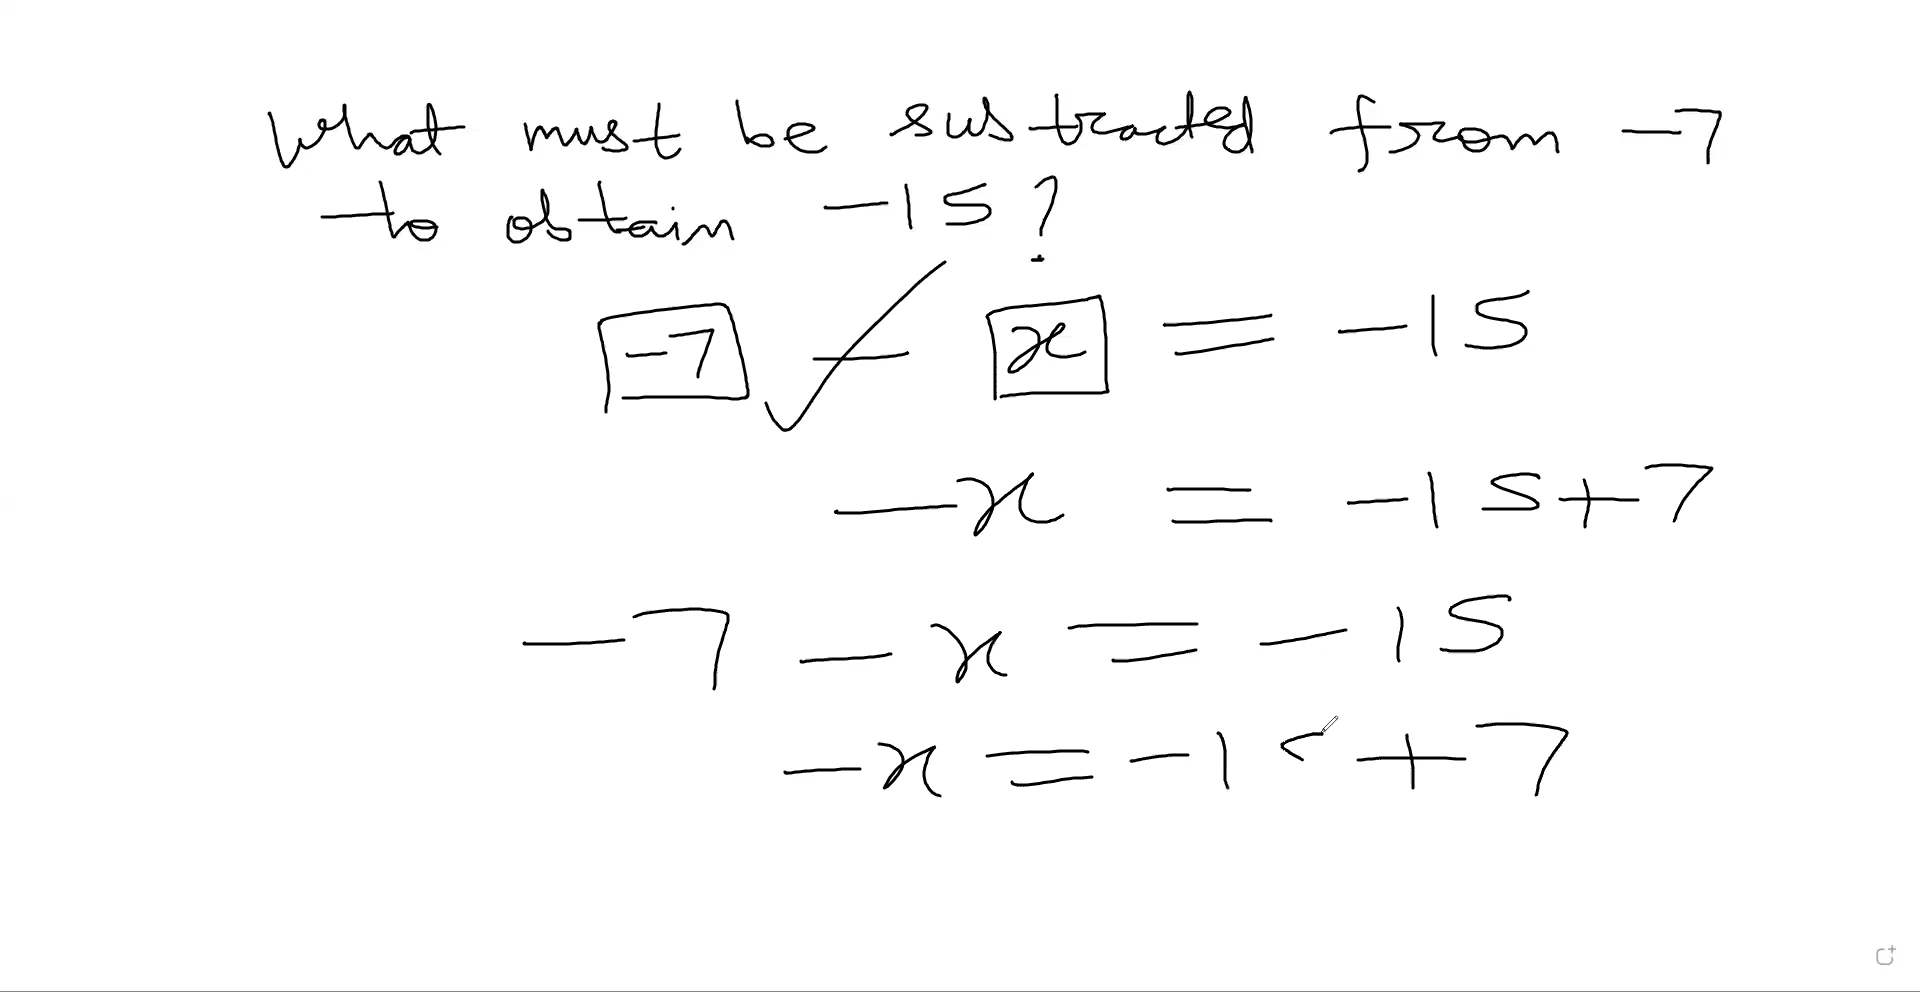 What must be subtracted from -7
to obtain -15?
-7 - x = -15
-x = -15+7
-7 - x = -15
-x = -15 + 7